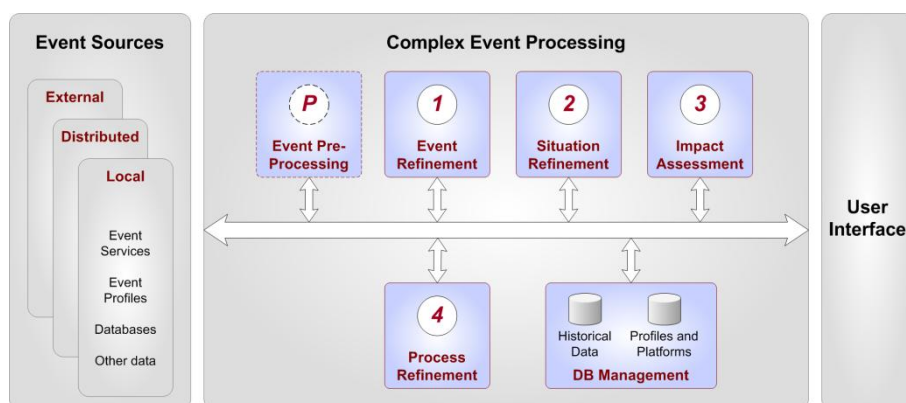 Event Sources
External
Distributed
Local
Event
Services
Event
Profiles
Databases
Other data
Complex Event Processing
P
Event Pre-
Processing
1
Event
Refinement
2
Situation
Refinement
3
Impact
Assessment
4
Process
Refinement
Historical
Data
Profiles and
Platforms
DB Management
User
Interface